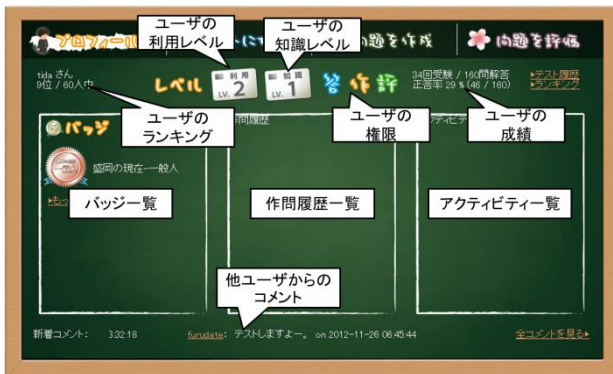 ユーザの
利用レベル
ユーザの
知識レベル
プロフィール
問題を作成
問題を評価
tida さん
9位 / 60人中
レベル
利用
LV. 2
知識
LV. 1
答 作 評
34回受験 / 160問解答
正答率 29 % (46 / 160)
テスト履歴
ランキング
ユーザの
ランキング
ユーザの
権限
ユーザの
成績
バッジ
問履歴
盛岡の現在-一般人
バッジ一覧
作問履歴一覧
アクティビティ一覧
他ユーザからの
コメント
新着コメント: 3:32:18 furudate: テストしますよー。 on 2012-11-26 06:45:44
全コメントを見る